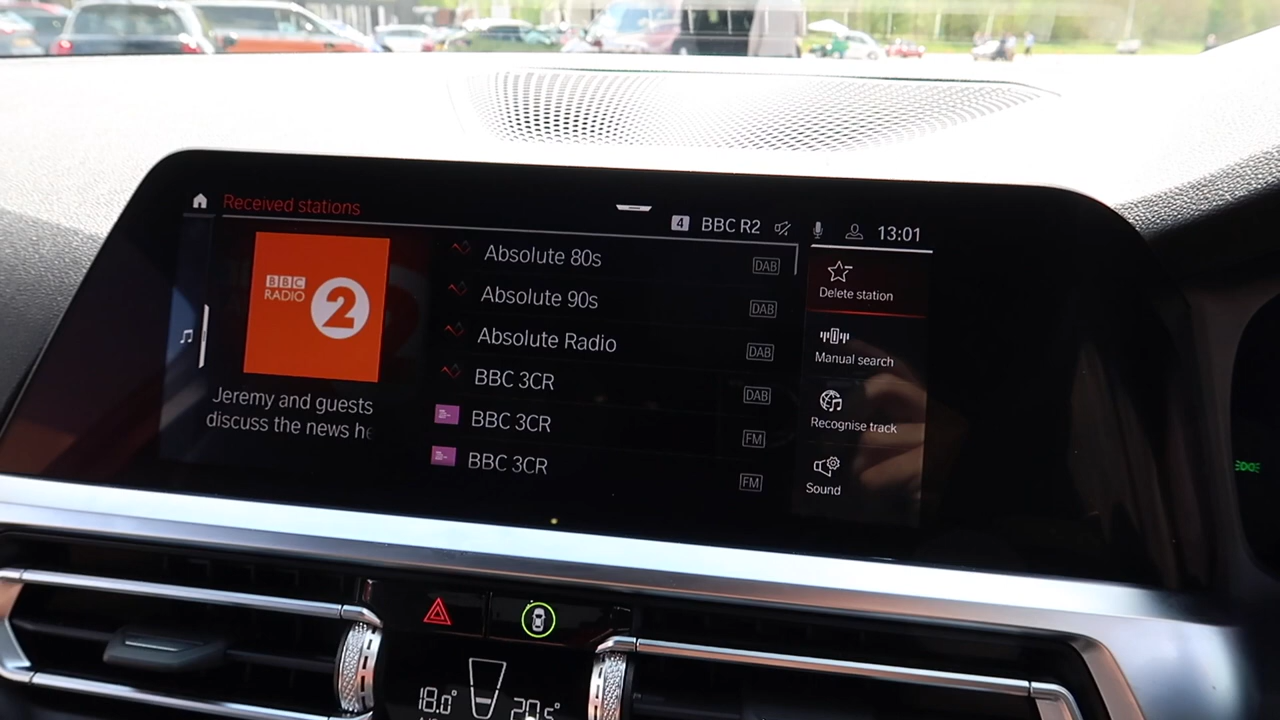 Received stations
4 BBC R2 13:01
BBC
RADIO 2
Jeremy and guests
discuss the news he
Absolute 80s DAB
Absolute 90s DAB
Absolute Radio DAB
BBC 3CR DAB
BBC 3CR FM
BBC 3CR FM
Delete station
Manual search
Recognise track
Sound
18.0° 20.5°